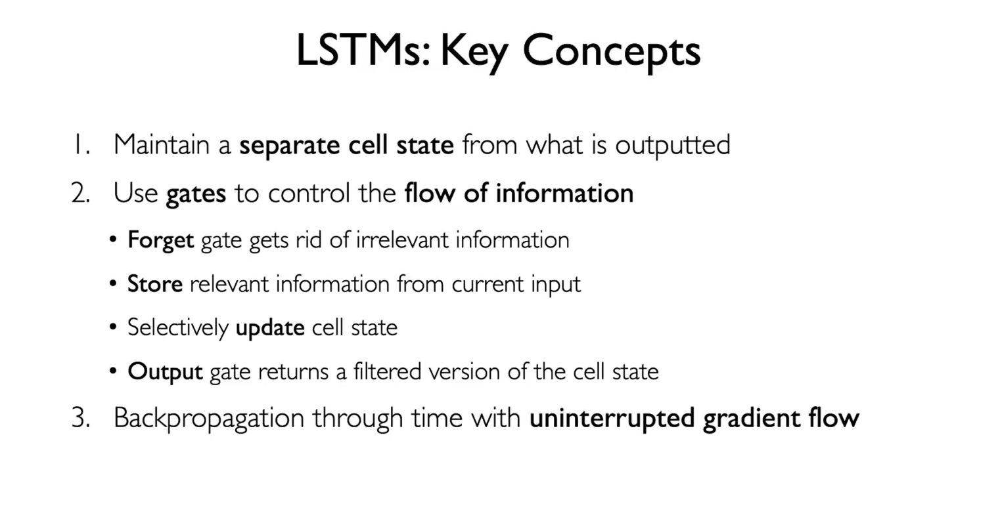 LSTMs: Key Concepts
1. Maintain a separate cell state from what is outputted
2. Use gates to control the flow of information
• Forget gate gets rid of irrelevant information
• Store relevant information from current input
• Selectively update cell state
• Output gate returns a filtered version of the cell state
3. Backpropagation through time with uninterrupted gradient flow